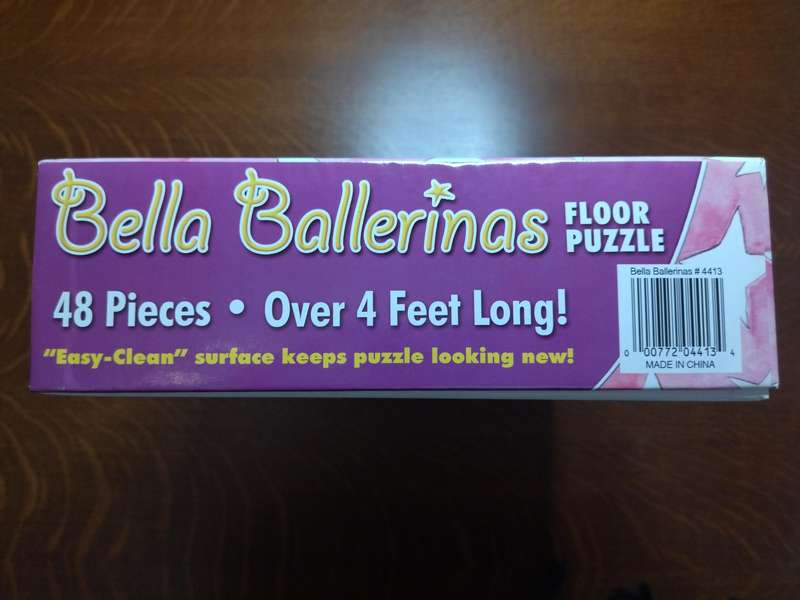 Bella Ballerinas FLOOR PUZZLE
48 Pieces • Over 4 Feet Long!
"Easy-Clean" surface keeps puzzle looking new!
Bella Ballerinas # 4413
0 00772 04413 4
MADE IN CHINA